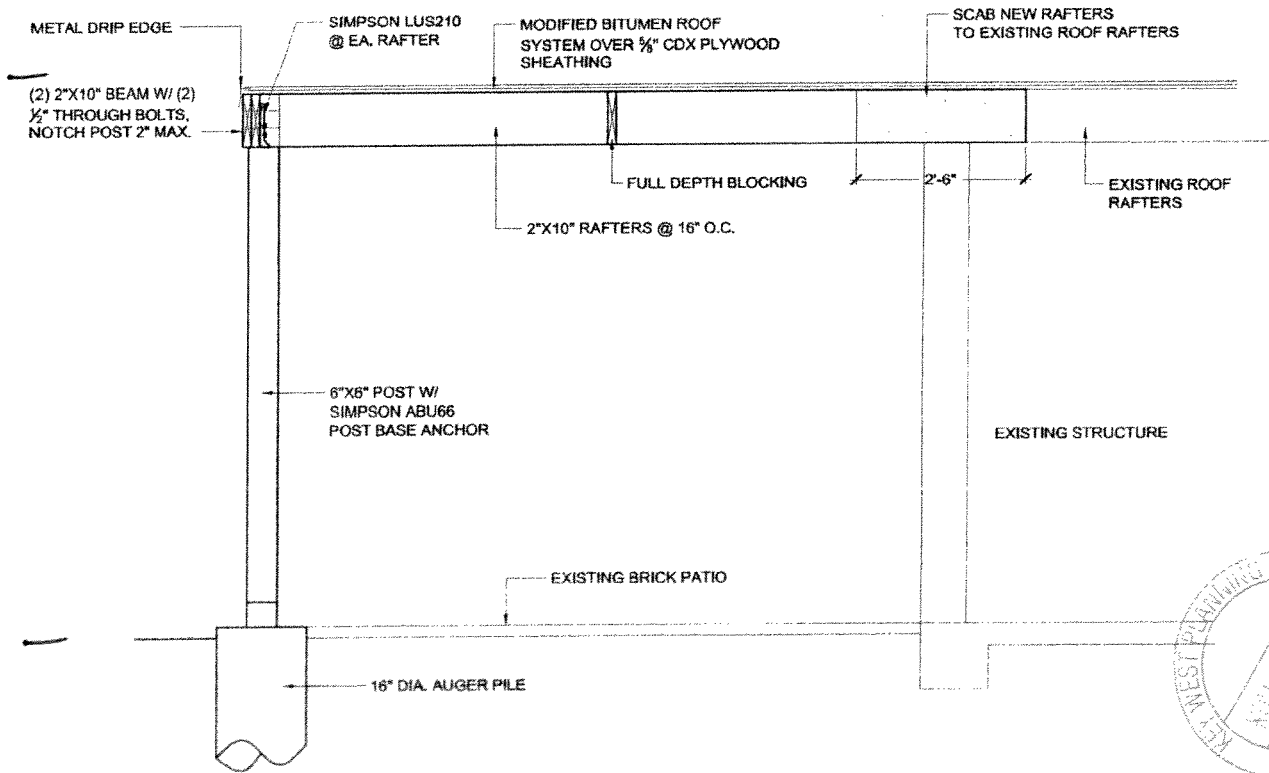 METAL DRIP EDGE
SIMPSON LUS210
@ EA. RAFTER
MODIFIED BITUMEN ROOF
SYSTEM OVER ⅝" CDX PLYWOOD
SHEATHING
SCAB NEW RAFTERS
TO EXISTING ROOF RAFTERS
(2) 2"X10" BEAM W/ (2)
½" THROUGH BOLTS,
NOTCH POST 2" MAX.
FULL DEPTH BLOCKING
2'-6"
EXISTING ROOF
RAFTERS
2"X10" RAFTERS @ 16" O.C.
6"X6" POST W/
SIMPSON ABU66
POST BASE ANCHOR
EXISTING STRUCTURE
EXISTING BRICK PATIO
16" DIA. AUGER PILE
KEY WEST PLANNING